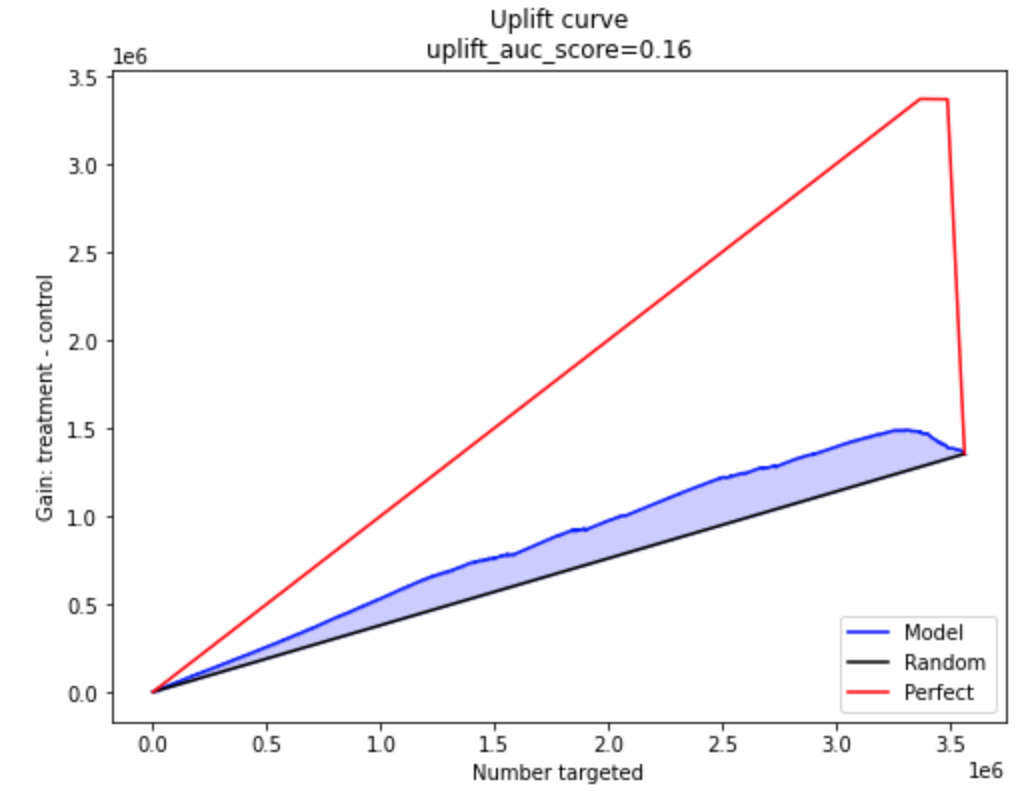 Uplift curve
uplift_auc_score=0.16
1e6
3.5
3.0
2.5
2.0
1.5
1.0
0.5
0.0
Gain: treatment - control
Model
Random
Perfect
0.0 0.5 1.0 1.5 2.0 2.5 3.0 3.5
Number targeted
1e6